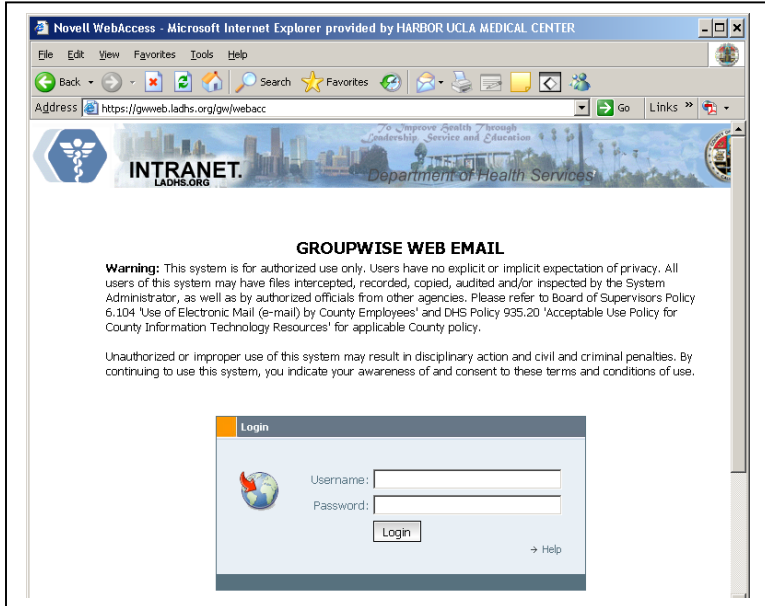 Novell WebAccess - Microsoft Internet Explorer provided by HARBOR UCLA MEDICAL CENTER
File Edit View Favorites Tools Help
Back Search Favorites
Address https://gwweb.ladhs.org/gw/webacc Go Links »
To Improve Health Through
Leadership Service and Education
INTRANET.
LADHS.ORG
Department of Health Services
GROUPWISE WEB EMAIL
Warning: This system is for authorized use only. Users have no explicit or implicit expectation of privacy. All
users of this system may have files intercepted, recorded, copied, audited and/or inspected by the System
Administrator, as well as by authorized officials from other agencies. Please refer to Board of Supervisors Policy
6.104 'Use of Electronic Mail (e-mail) by County Employees' and DHS Policy 935.20 'Acceptable Use Policy for
County Information Technology Resources' for applicable County policy.
Unauthorized or improper use of this system may result in disciplinary action and civil and criminal penalties. By
continuing to use this system, you indicate your awareness of and consent to these terms and conditions of use.
Login
Username:
Password:
Login
→ Help